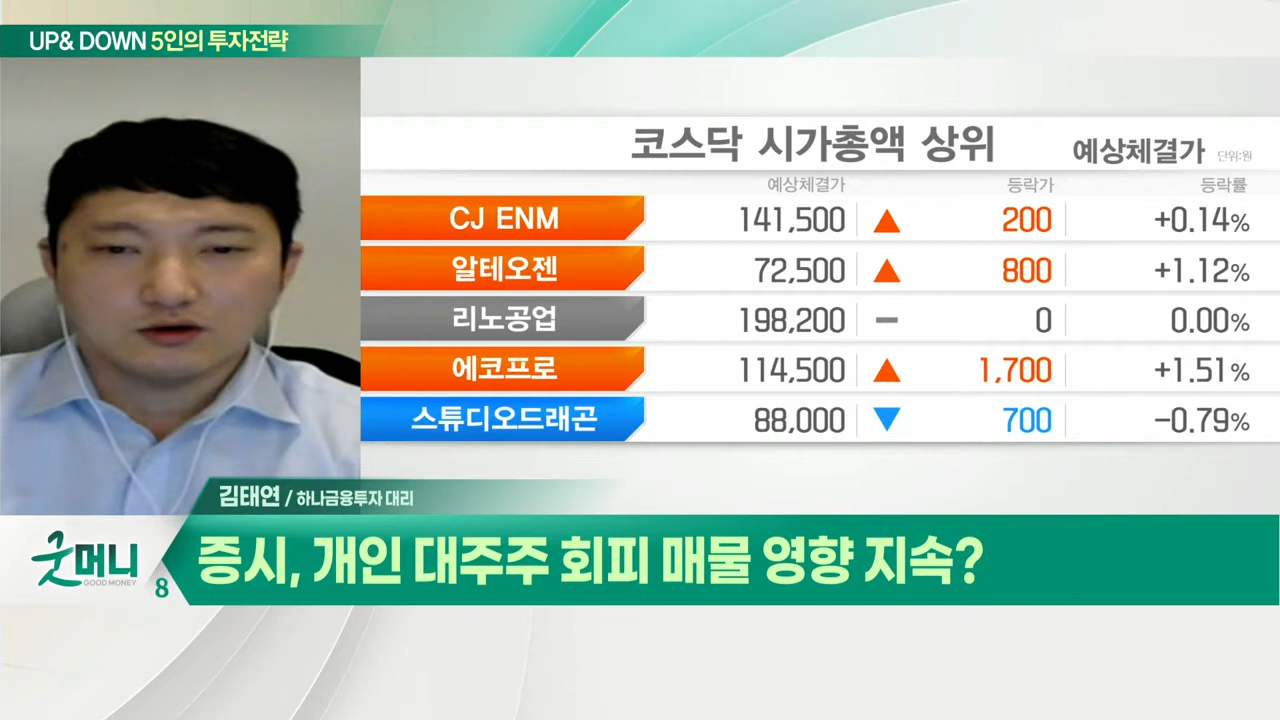 UP& DOWN 5인의 투자전략
코스닥 시가총액 상위 예상체결가 단위:원
예상체결가 등락가 등락률
CJ ENM 141,500 ▲ 200 +0.14%
알테오젠 72,500 ▲ 800 +1.12%
리노공업 198,200 - 0 0.00%
에코프로 114,500 ▲ 1,700 +1.51%
스튜디오드래곤 88,000 ▼ 700 -0.79%
김태연 / 하나금융투자 대리
굿머니
GOOD MONEY
8
증시, 개인 대주주 회피 매물 영향 지속?